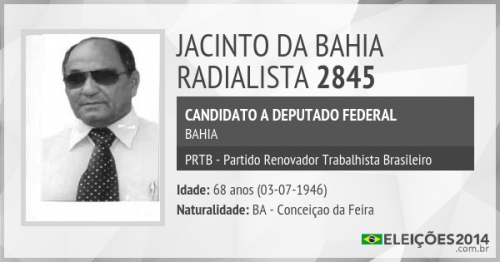 JACINTO DA BAHIA
RADIALISTA 2845
CANDIDATO A DEPUTADO FEDERAL
BAHIA
PRTB - Partido Renovador Trabalhista Brasileiro
Idade: 68 anos (03-07-1946)
Naturalidade: BA - Conceiçao da Feira
ELEIÇÕES2014
.com.br